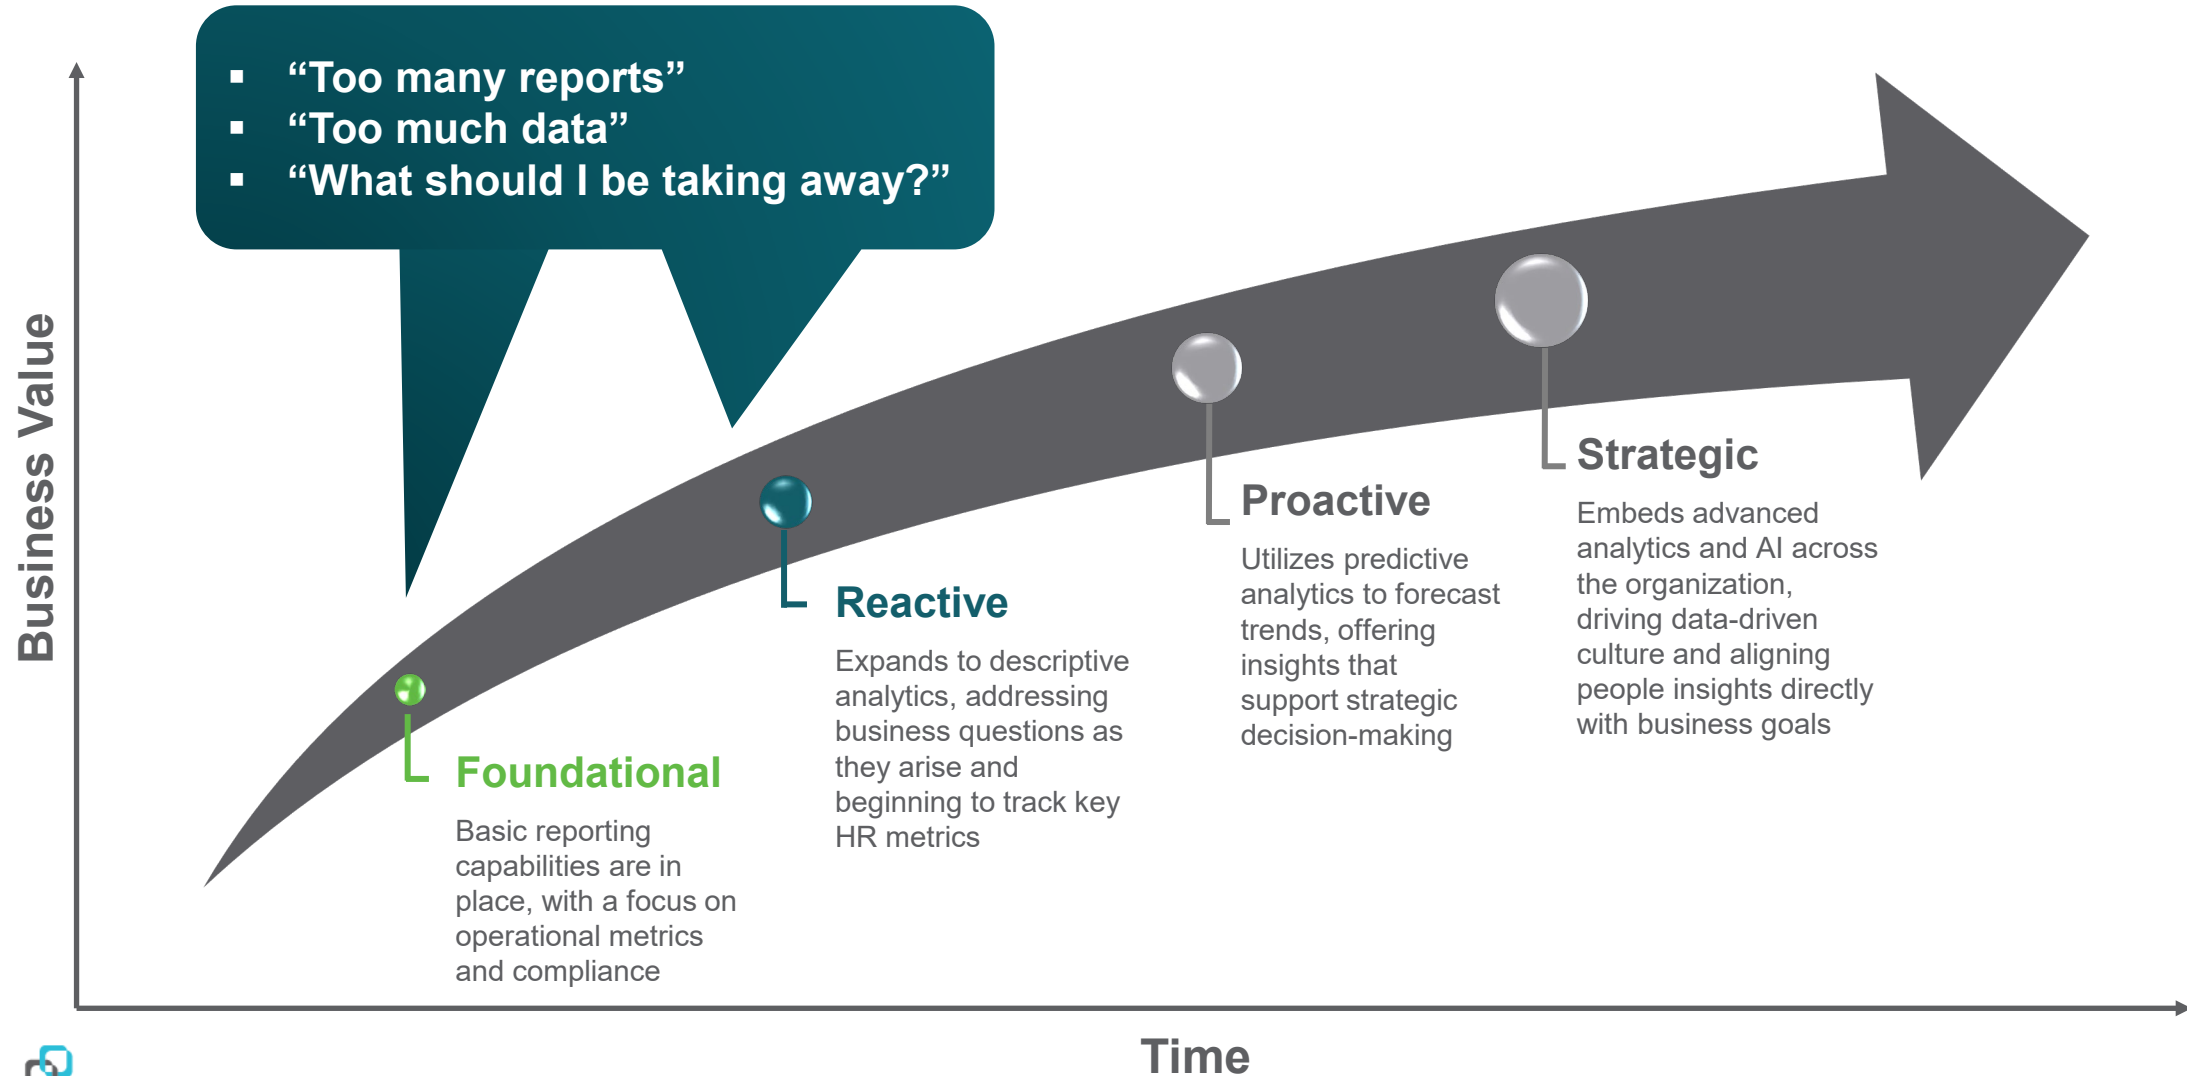 ▪ “Too many reports”
▪ “Too much data”
▪ “What should I be taking away?”
Business Value
Foundational
Basic reporting
capabilities are in
place, with a focus on
operational metrics
and compliance
Reactive
Expands to descriptive
analytics, addressing
business questions as
they arise and
beginning to track key
HR metrics
Proactive
Utilizes predictive
analytics to forecast
trends, offering
insights that
support strategic
decision-making
Strategic
Embeds advanced
analytics and AI across
the organization,
driving data-driven
culture and aligning
people insights directly
with business goals
Time